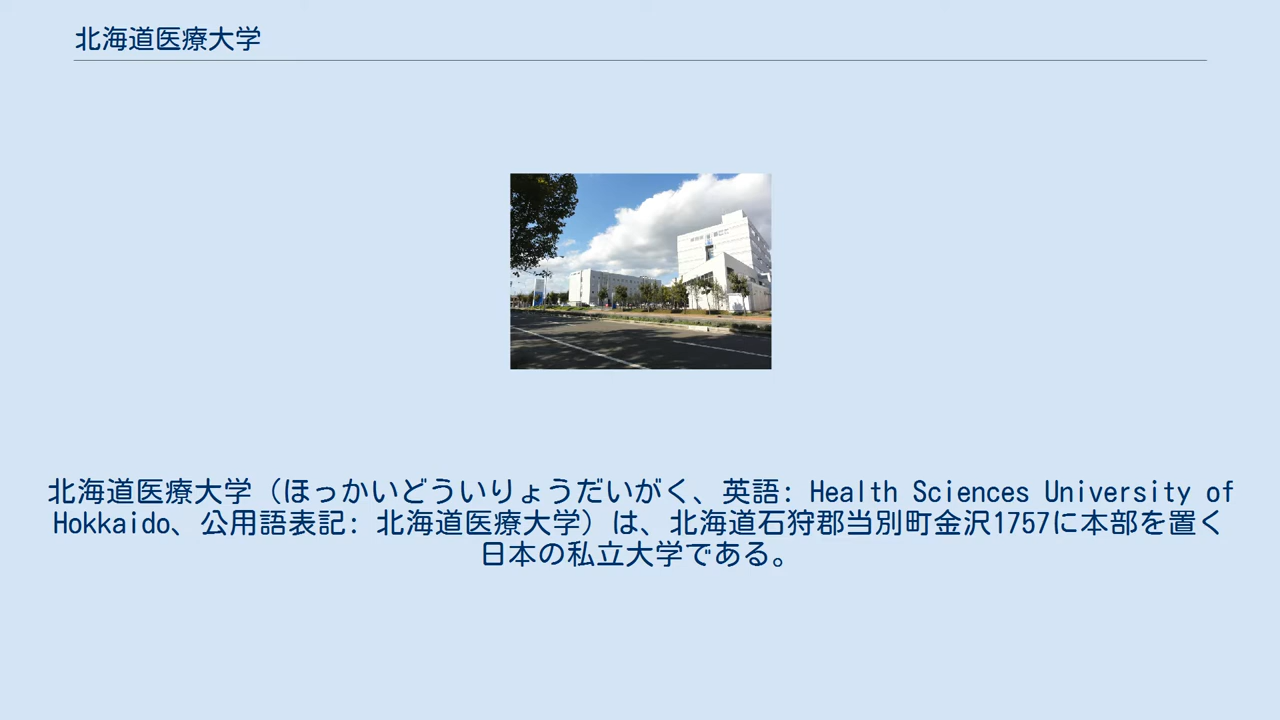 北海道医療大学
北海道医療大学（ほっかいどういりょうだいがく、英語: Health Sciences University of
Hokkaido、公用語表記: 北海道医療大学）は、北海道石狩郡当別町金沢1757に本部を置く
日本の私立大学である。